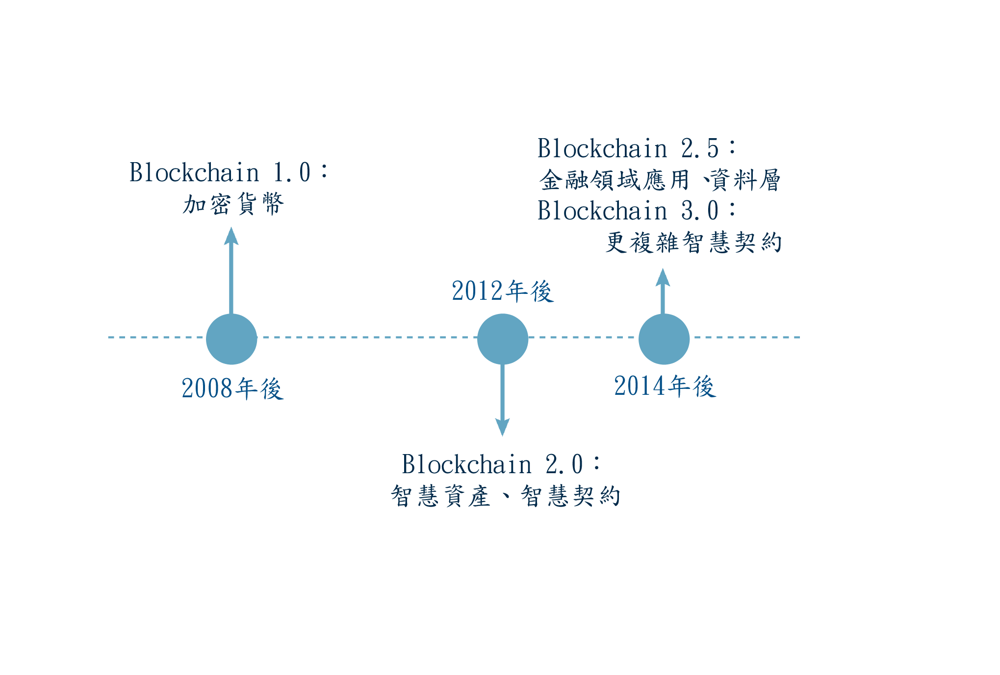 Blockchain 1.0：
加密貨幣
2008年後
2012年後
Blockchain 2.0：
智慧資產、智慧契約
Blockchain 2.5：
金融領域應用、資料層
Blockchain 3.0：
更複雜智慧契約
2014年後